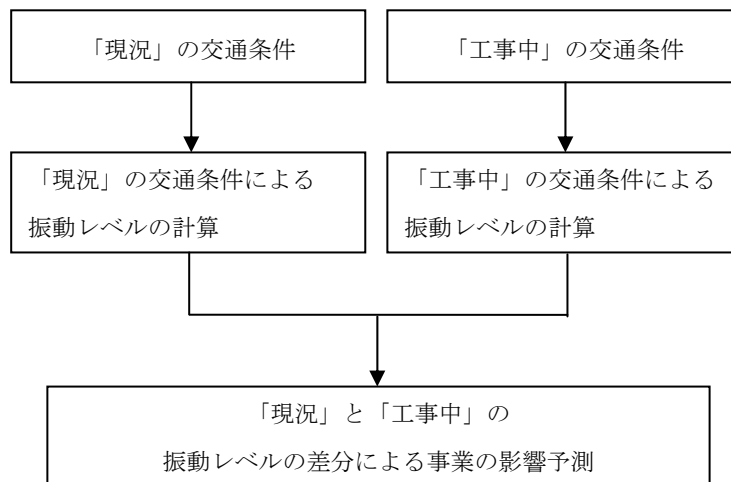 「現況」の交通条件
「工事中」の交通条件
「現況」の交通条件による
振動レベルの計算
「工事中」の交通条件による
振動レベルの計算
「現況」と「工事中」の
振動レベルの差分による事業の影響予測